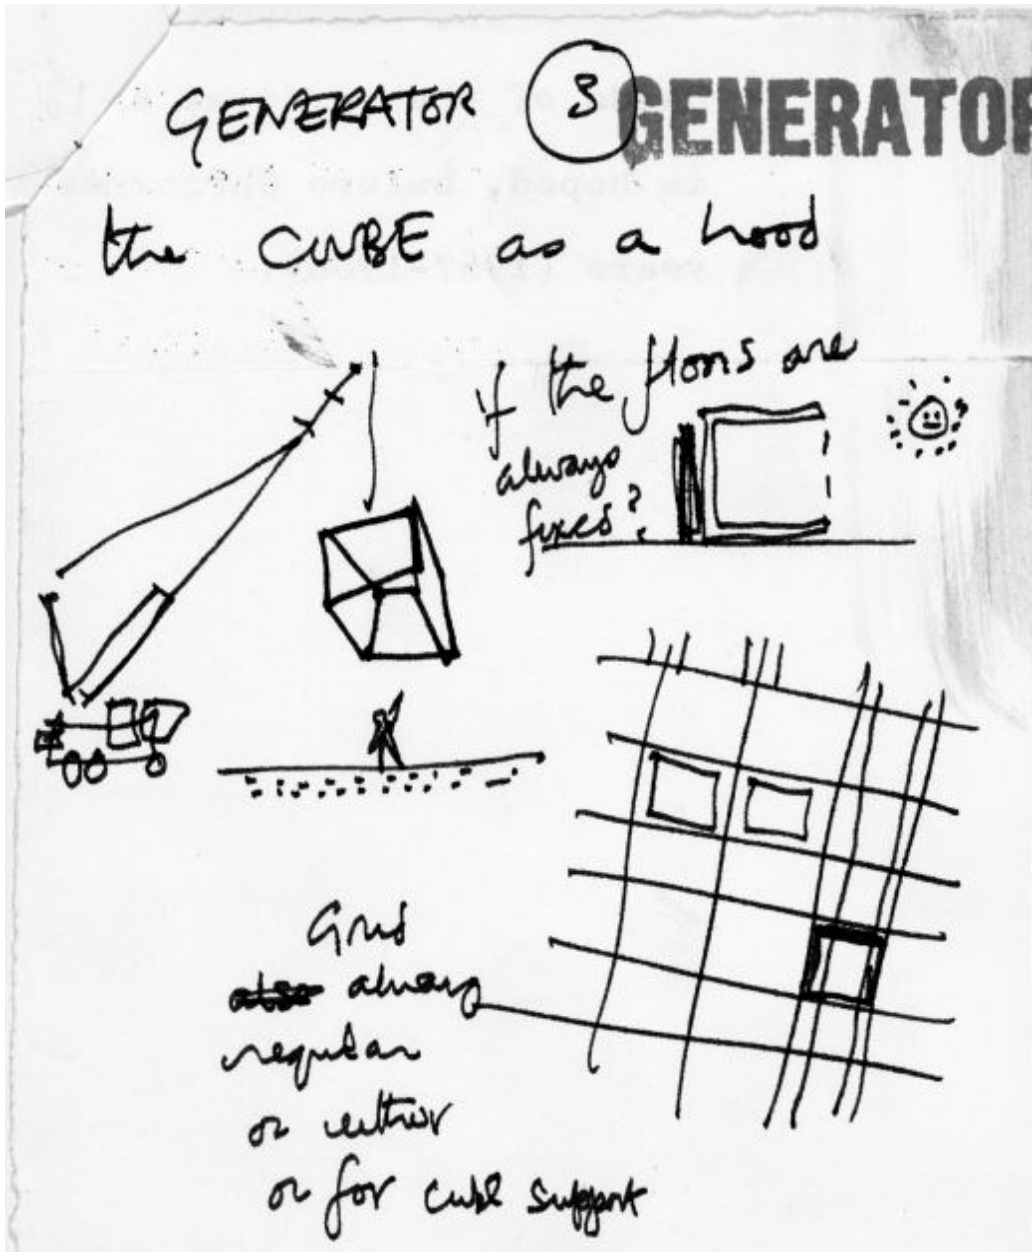 GENERATOR 3 GENERATOR
the CUBE as a hood
if the floors are
always
fixed?
Grid
always
regular
or either
or for cube support